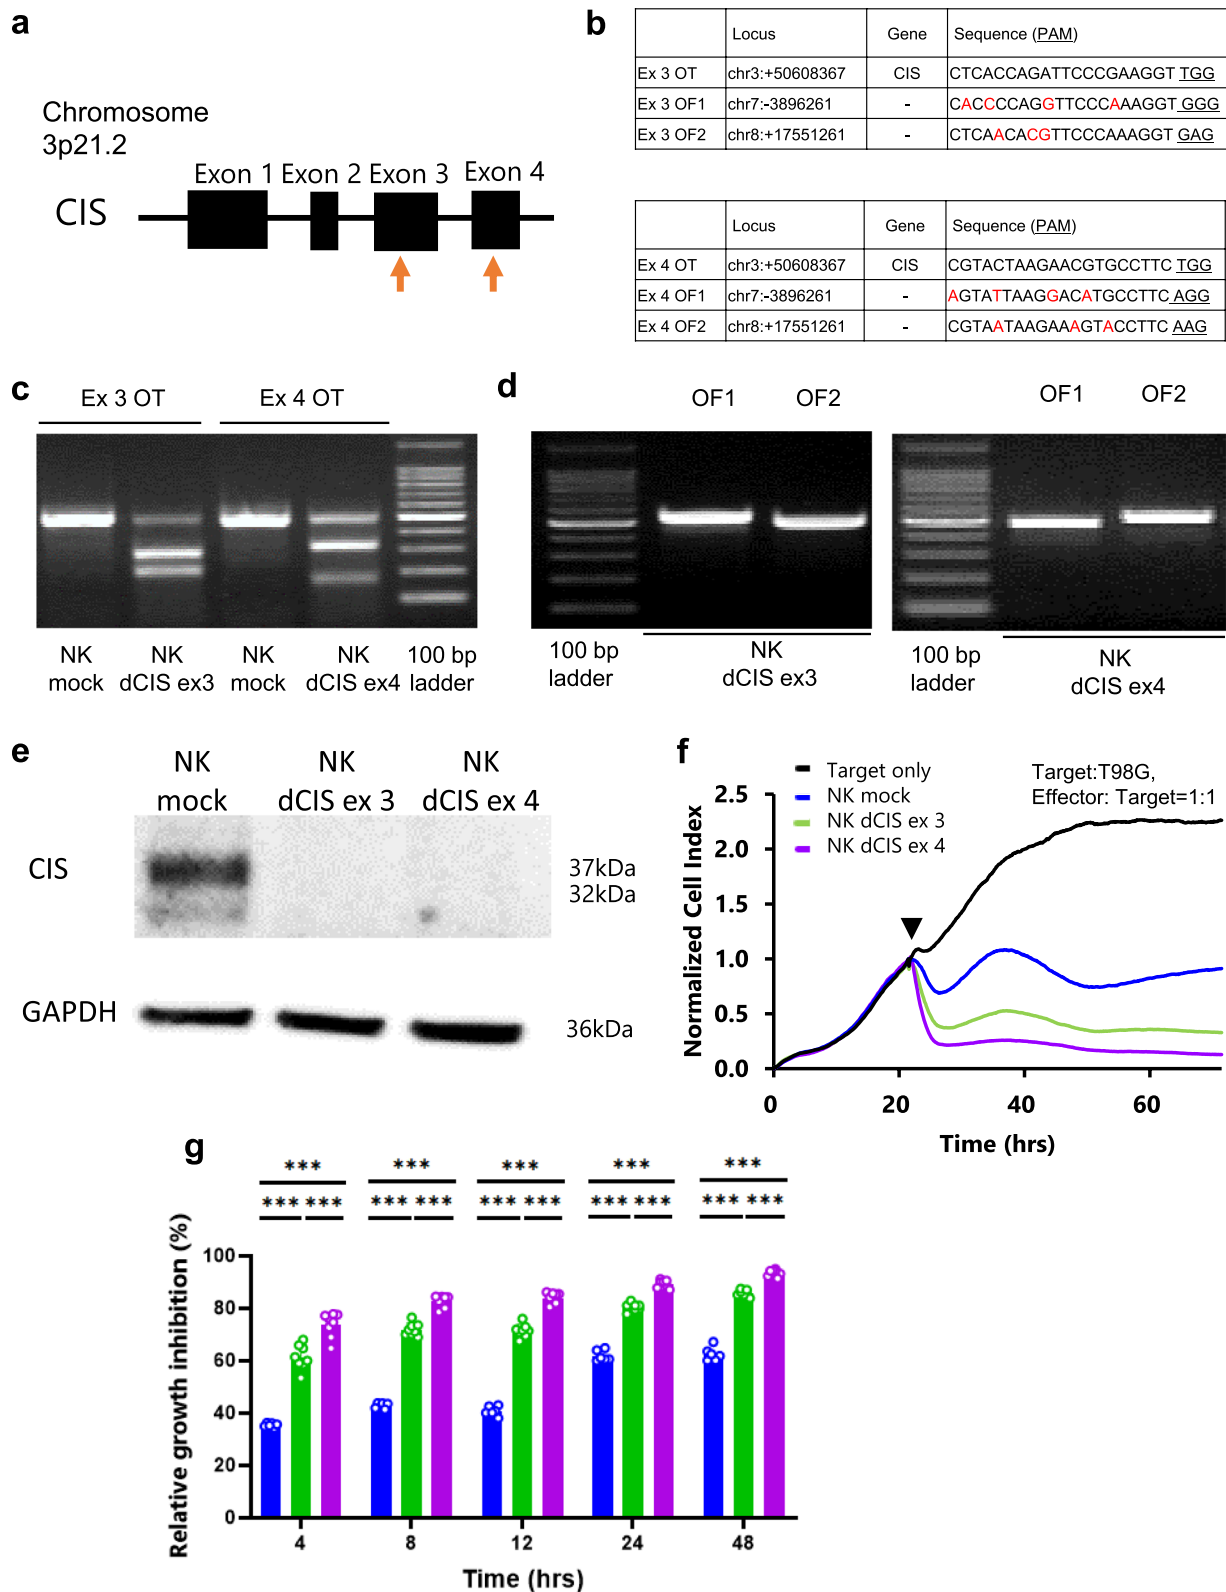 a
Chromosome
3p21.2
Exon 1 Exon 2 Exon 3 Exon 4
CIS
b
Locus Gene Sequence (PAM)
Ex 3 OT chr3:+50608367 CIS CTCACCAGATTCCCGAAGGT TGG
Ex 3 OF1 chr7:-3896261 - CACCCCAGGTTCCCAAAGGT GGG
Ex 3 OF2 chr8:+17551261 - CTCAACACGTTCCCAAAGGT GAG
Locus Gene Sequence (PAM)
Ex 4 OT chr3:+50608367 CIS CGTACTAAGAACGTGCCTTC TGG
Ex 4 OF1 chr7:-3896261 - AGTATTAAGGACATGCCTTC AGG
Ex 4 OF2 chr8:+17551261 - CGTAATAAGAAAGTACCTTC AAG
c
Ex 3 OT Ex 4 OT
NK mock
NK dCIS ex3
NK mock
NK dCIS ex4
100 bp ladder
d
OF1 OF2
OF1 OF2
100 bp ladder
NK
dCIS ex3
100 bp ladder
NK
dCIS ex4
e
NK mock
NK dCIS ex 3
NK dCIS ex 4
CIS
37kDa
32kDa
GAPDH
36kDa
f
Target only
NK mock
NK dCIS ex 3
NK dCIS ex 4
Target:T98G,
Effector: Target=1:1
Normalized Cell Index
2.5
2.0
1.5
1.0
0.5
0.0
0 20 40 60
Time (hrs)
g
*** *** *** *** ***
*** *** *** *** *** *** *** *** *** ***
Relative growth inhibition (%)
100
80
60
40
20
0
4 8 12 24 48
Time (hrs)